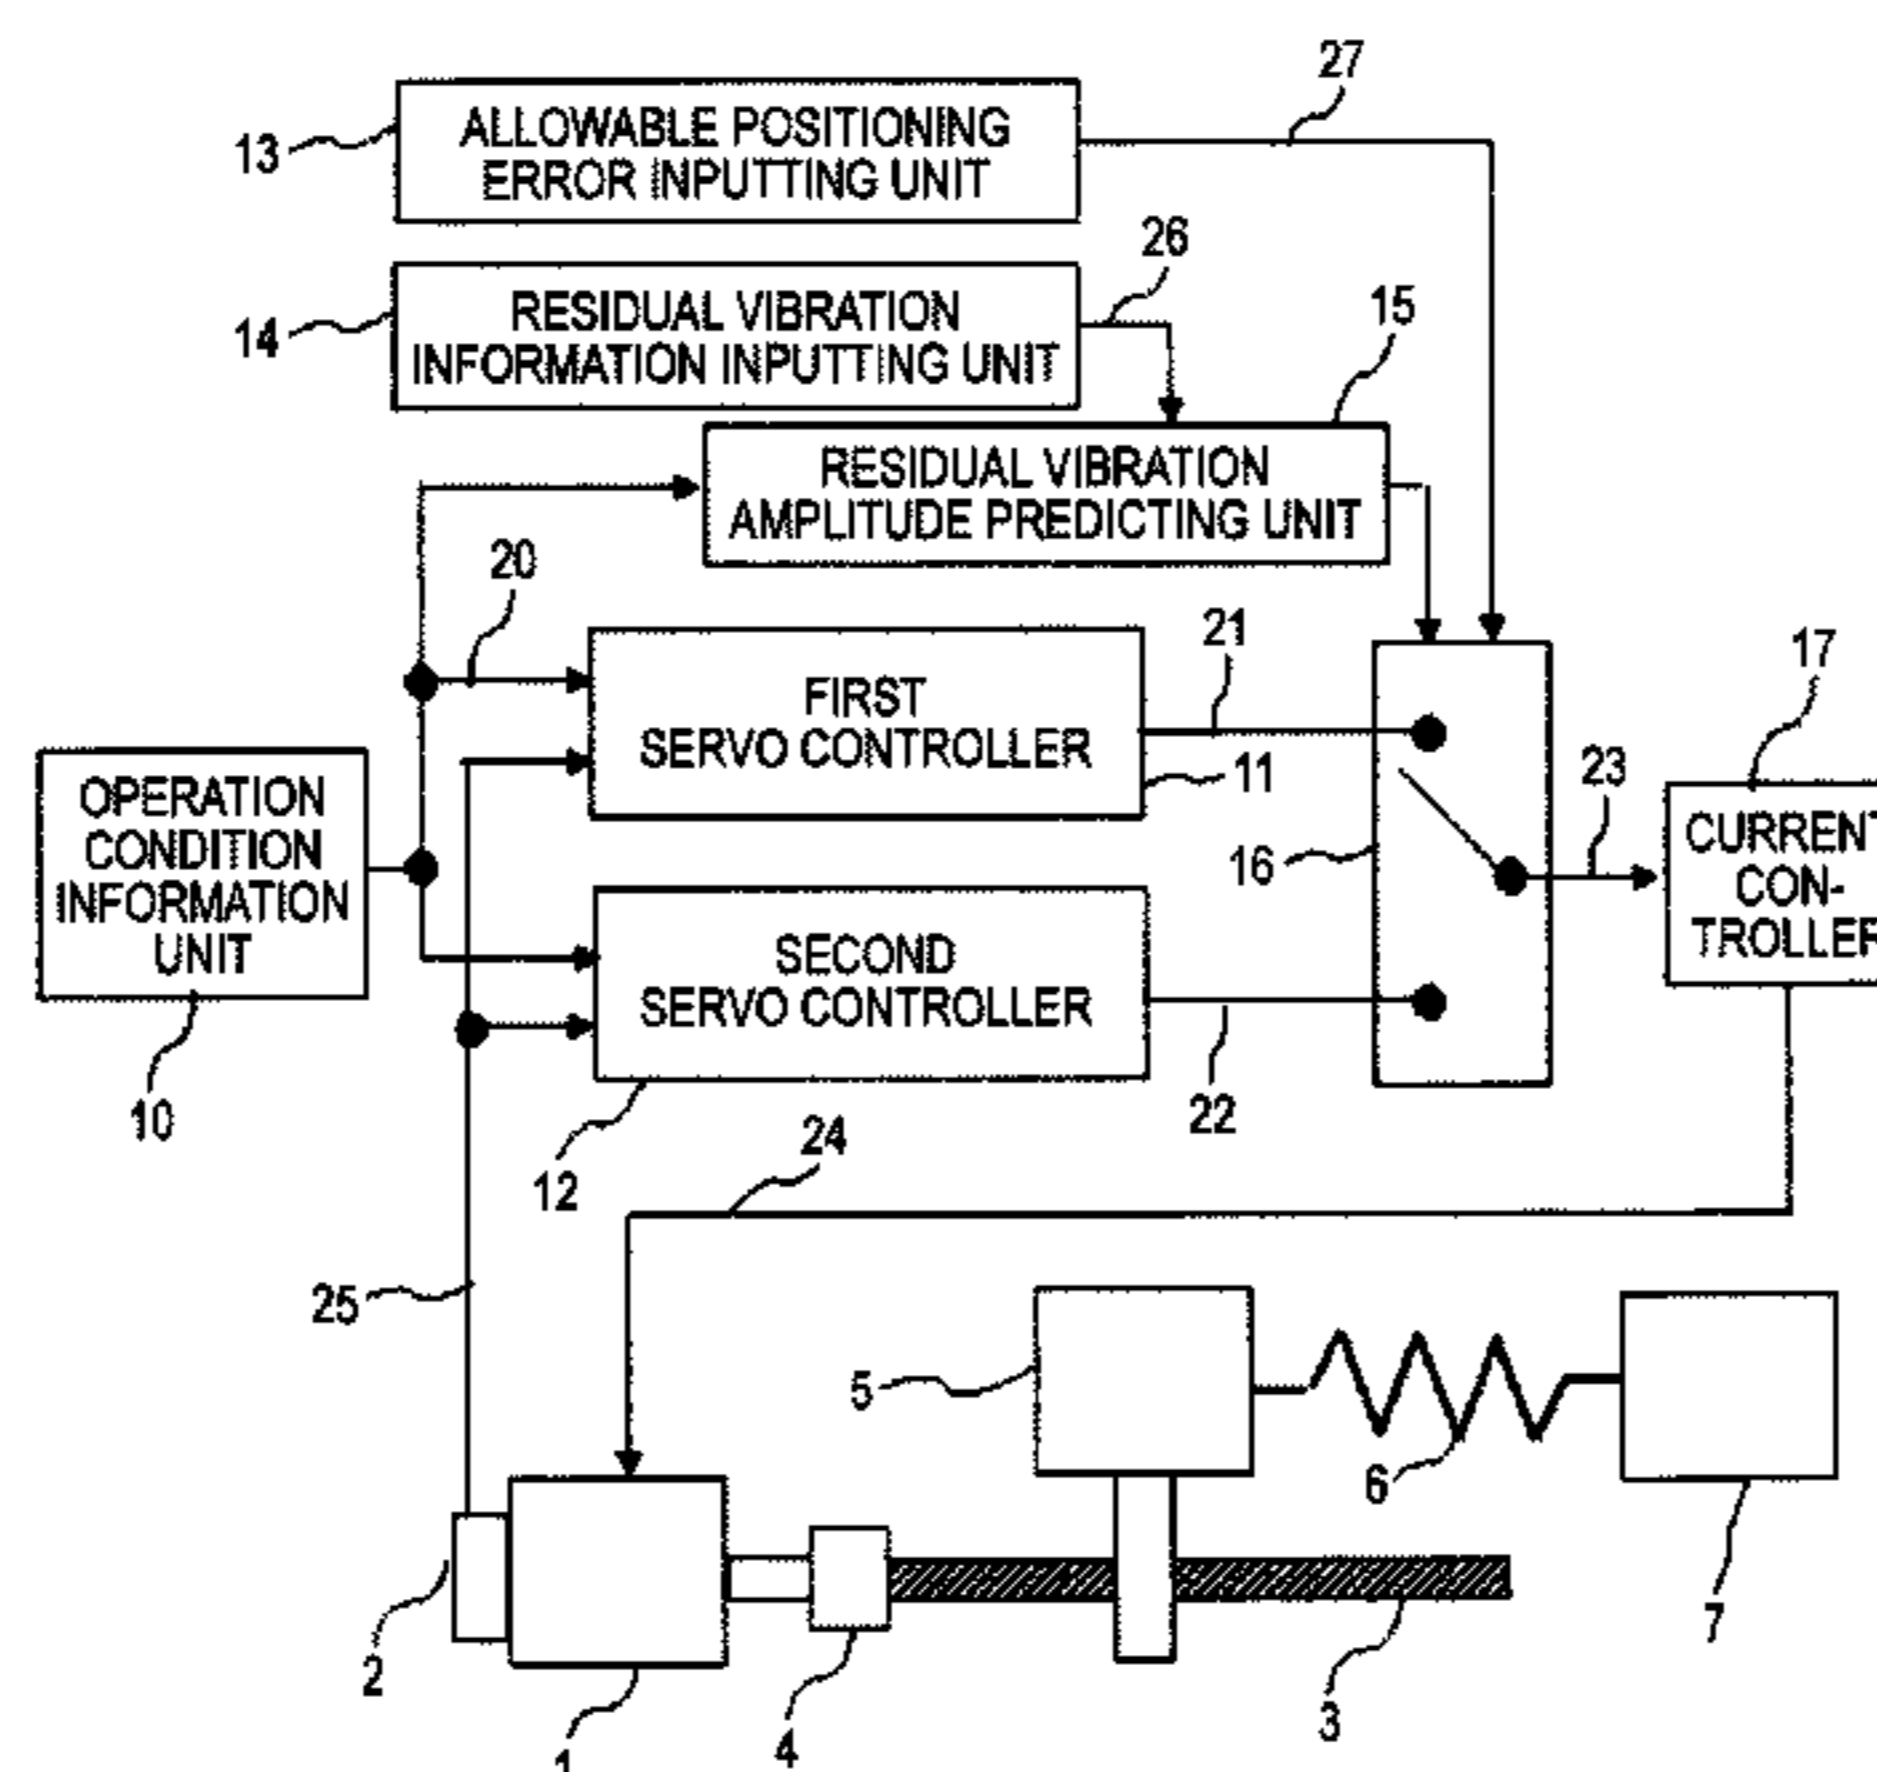 27
13
ALLOWABLE POSITIONING
ERROR INPUTTING UNIT
26
14
RESIDUAL VIBRATION
INFORMATION INPUTTING UNIT
15
RESIDUAL VIBRATION
AMPLITUDE PREDICTING UNIT
20
21
17
FIRST
SERVO CONTROLLER
11
23
OPERATION
CONDITION
INFORMATION
UNIT
16
CURRENT
CON-
TROLLER
SECOND
SERVO CONTROLLER
10
22
24
12
25
5
6
7
2
1
4
3